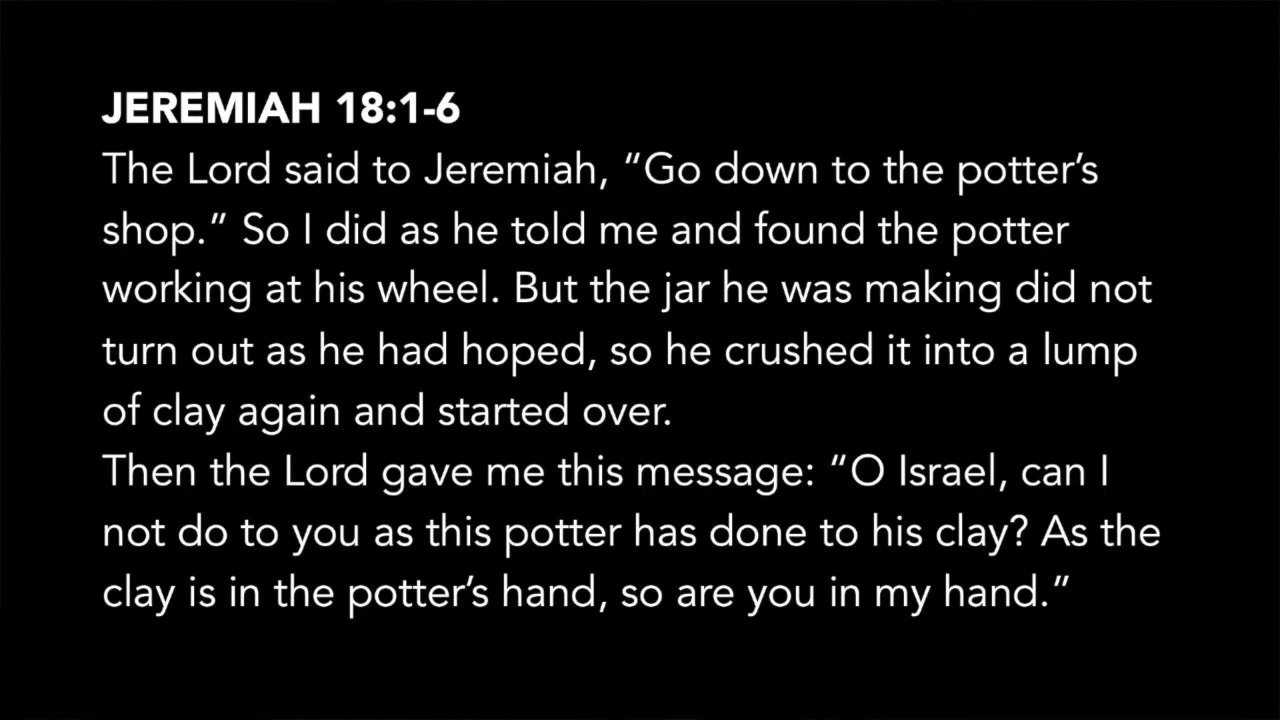 JEREMIAH 18:1-6
The Lord said to Jeremiah, “Go down to the potter’s
shop.” So I did as he told me and found the potter
working at his wheel. But the jar he was making did not
turn out as he had hoped, so he crushed it into a lump
of clay again and started over.
Then the Lord gave me this message: “O Israel, can I
not do to you as this potter has done to his clay? As the
clay is in the potter’s hand, so are you in my hand.”